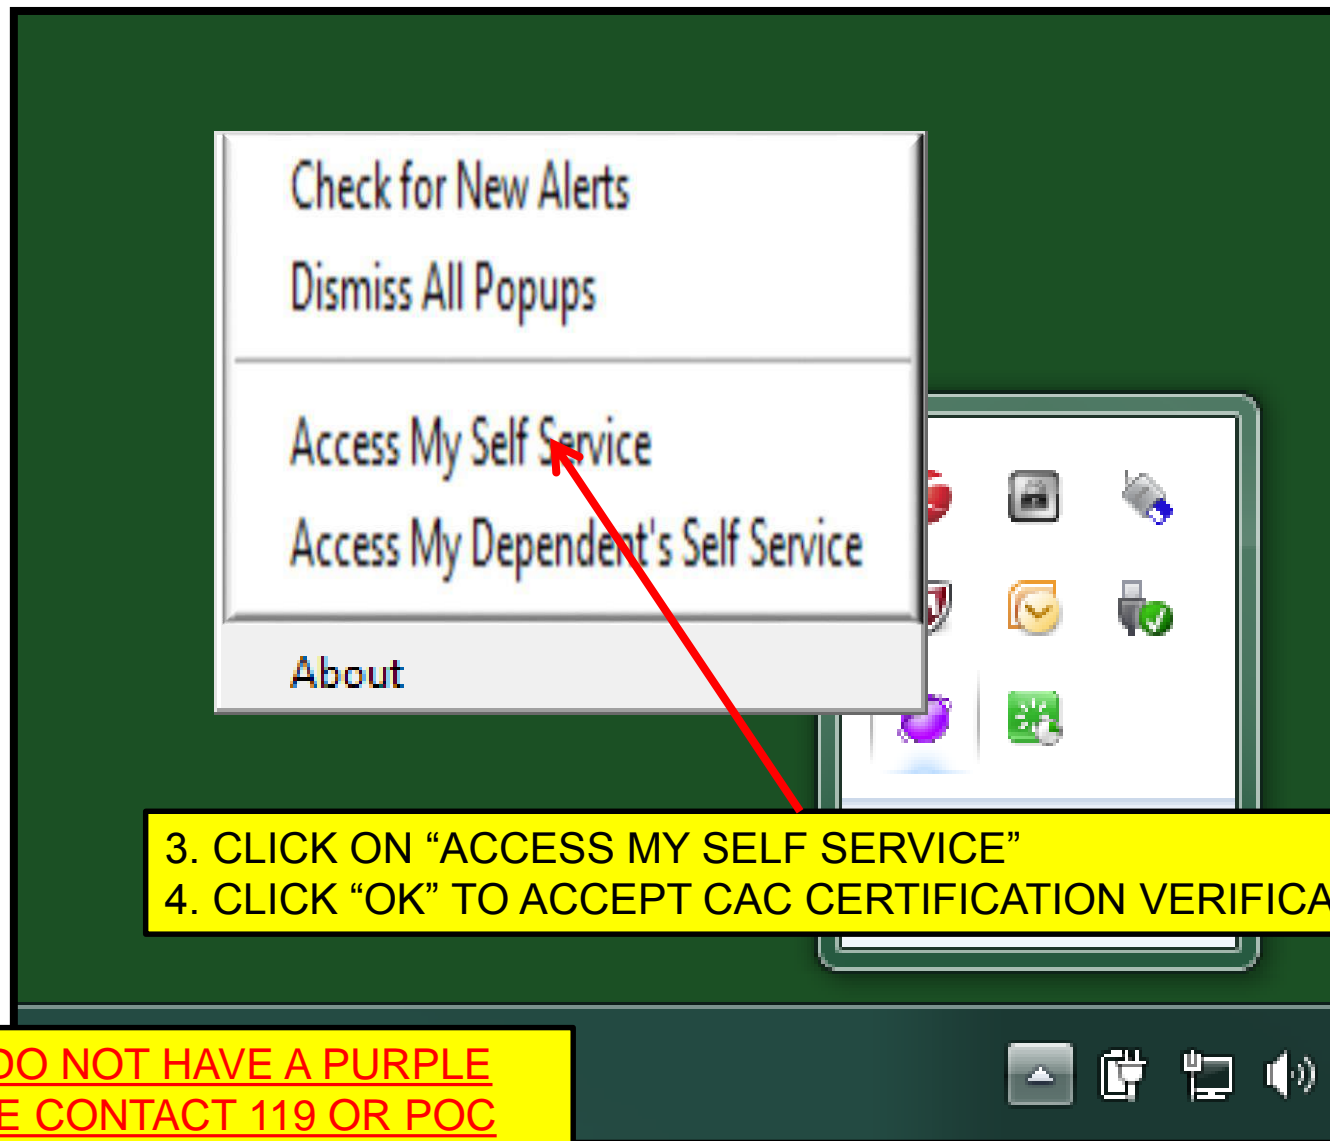 Check for New Alerts
Dismiss All Popups
Access My Self Service
Access My Dependent's Self Service
About
3. CLICK ON “ACCESS MY SELF SERVICE”
4. CLICK “OK” TO ACCEPT CAC CERTIFICATION VERIFICA
DO NOT HAVE A PURPLE
E CONTACT 119 OR POC